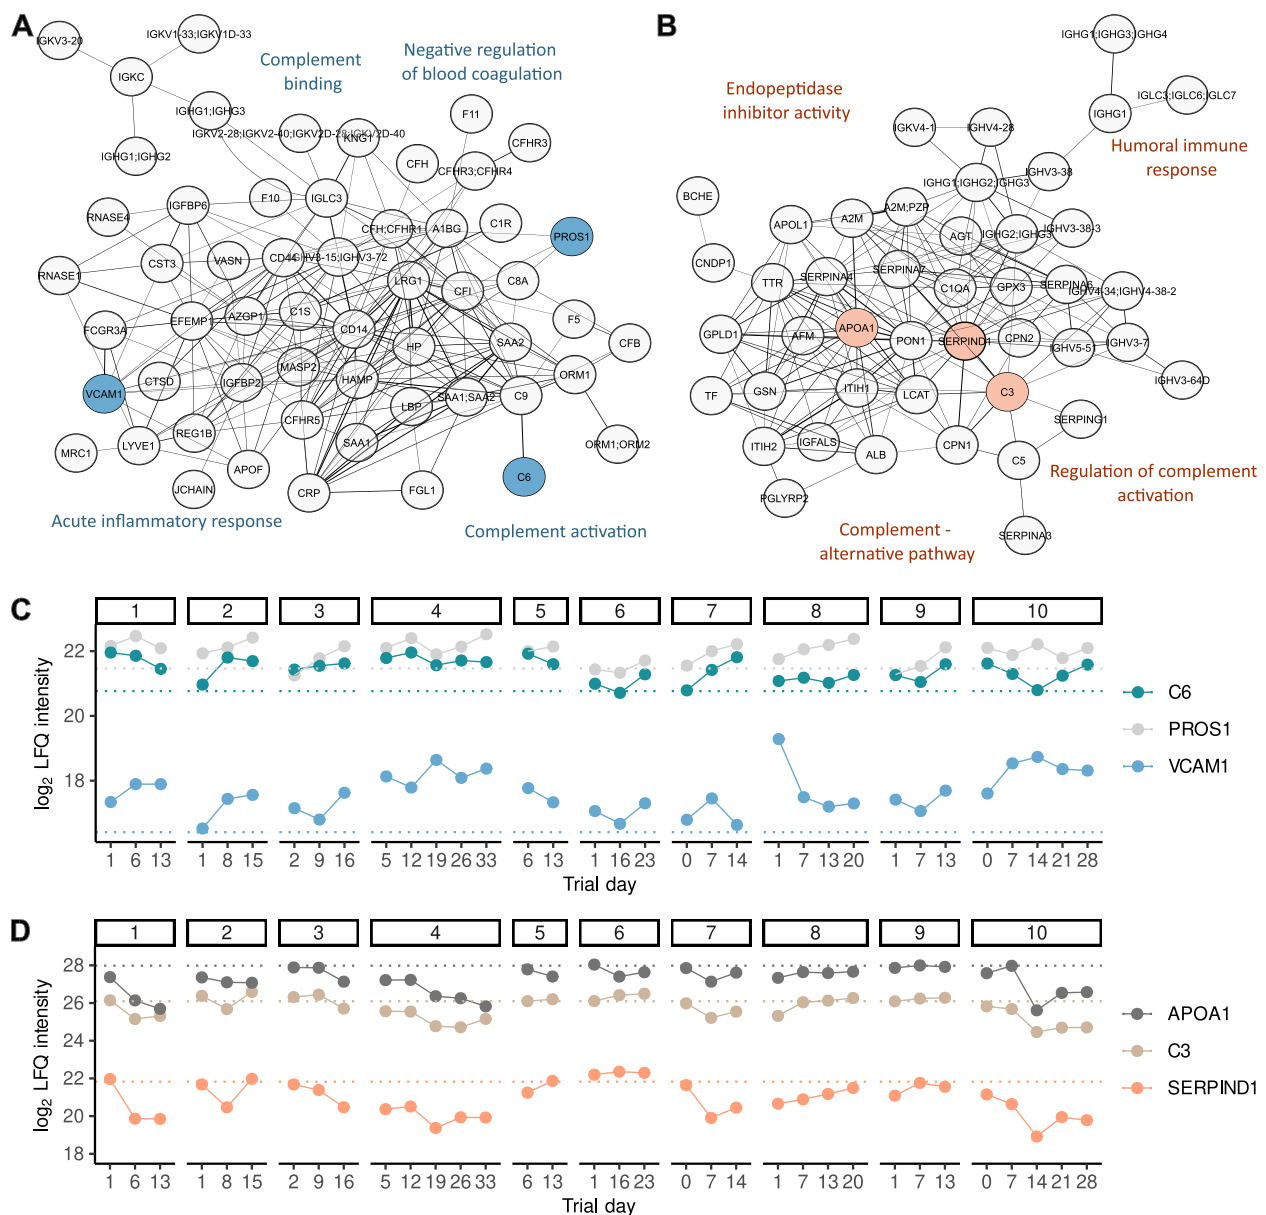 A
IGKV3-20
IGKV1-33;IGKV1D-33
IGKC
IGHG1;IGHG3
IGHG1;IGHG2
Complement
binding
Negative regulation
of blood coagulation
IGKV2-28;IGKV2-40;IGKV2D-28;IGKV2D-40
KNG1
F11
CFH
CFHR3
CFHR3;CFHR4
RNASE4
IGFBP6
F10
IGLC3
CFH;CFHR1
A1BG
C1R
PROS1
RNASE1
CST3
VASN
CD44
IGHV3-15;IGHV3-72
LRG1
CFI
C8A
FCGR3A
EFEMP1
AZGP1
C1S
CD14
HP
SAA2
F5
CFB
VCAM1
CTSD
IGFBP2
MASP2
HAMP
LBP
SAA1;SAA2
C9
ORM1
MRC1
LYVE1
REG1B
CFHR5
SAA1
ORM1;ORM2
JCHAIN
APOF
CRP
FGL1
C6
Acute inflammatory response
Complement activation
B
IGHG1;IGHG3;IGHG4
IGLC3;IGLC6;IGLC7
IGHG1
Endopeptidase
inhibitor activity
Humoral immune
response
IGKV4-1
IGHV4-28
IGHV3-38
IGHG1;IGHG2;IGHG3
BCHE
APOL1
A2M
A2M;PZP
AGT
IGHG2;IGHG3
IGHV3-38-3
CNDP1
TTR
SERPINA4
SERPINA7
C1QA
GPX3
IGHV4-34;IGHV4-38-2
GPLD1
AFM
APOA1
PON1
SERPIND1
CPN2
IGHV5-51
IGHV3-7
TF
GSN
ITIH1
LCAT
C3
IGHV3-64D
SERPING1
ITIH2
IGFALS
ALB
CPN1
C5
PGLYRP2
SERPINA3
Regulation of complement
activation
Complement -
alternative pathway
C
1 2 3 4 5 6 7 8 9 10
22
20
18
log2 LFQ intensity
1 6 13 1 8 15 2 9 16 5 12 19 26 33 6 13 1 16 23 0 7 14 1 7 13 20 1 7 13 0 7 14 21 28
Trial day
C6
PROS1
VCAM1
D
1 2 3 4 5 6 7 8 9 10
28
26
24
22
20
18
log2 LFQ intensity
1 6 13 1 8 15 2 9 16 5 12 19 26 33 6 13 1 16 23 0 7 14 1 7 13 20 1 7 13 0 7 14 21 28
Trial day
APOA1
C3
SERPIND1